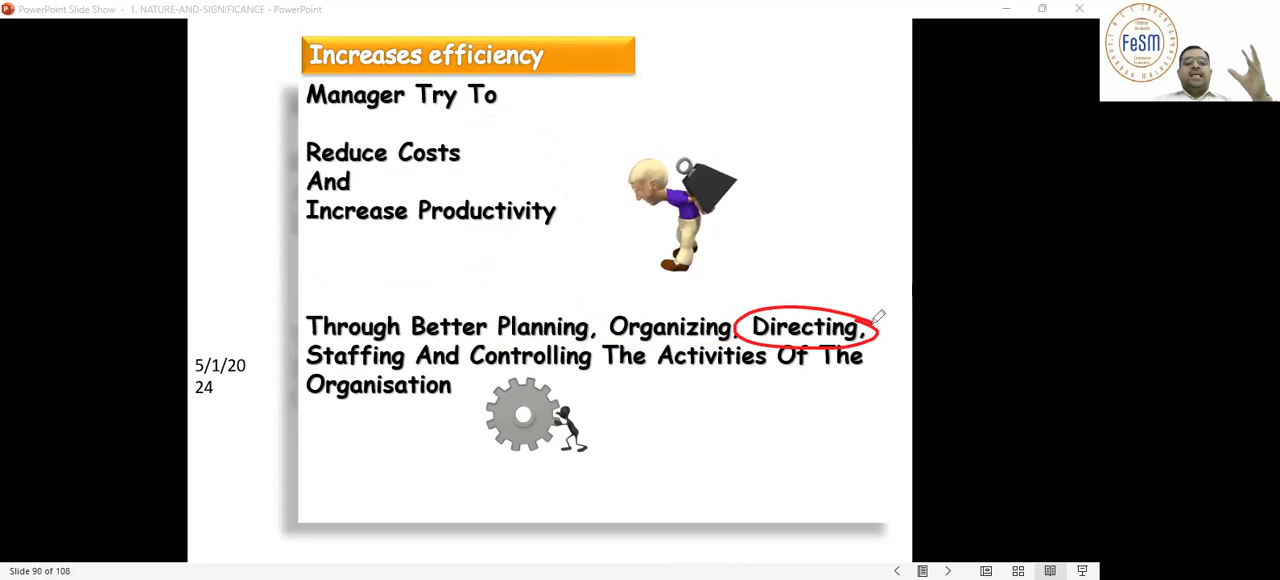 PowerPoint Slide Show - 1. NATURE-AND-SIGNIFICANCE - PowerPoint
FeSM
Increases efficiency
Manager Try To
Reduce Costs
And
Increase Productivity
Through Better Planning, Organizing, Directing,
Staffing And Controlling The Activities Of The
Organisation
5/1/20
24
Slide 90 of 108